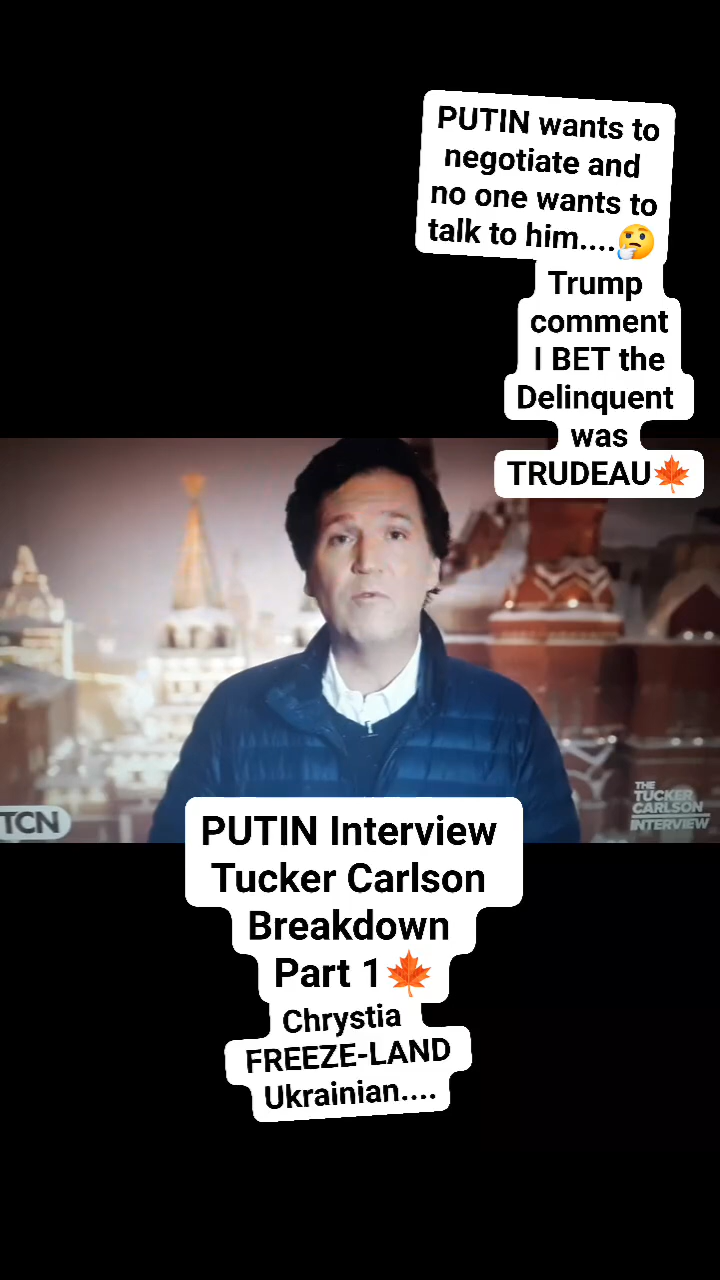 PUTIN wants to
negotiate and
no one wants to
talk to him....🤔
Trump
comment
I BET the
Delinquent
was
TRUDEAU🍁
THE
TUCKER
CARLSON
INTERVIEW
TCN
PUTIN Interview
Tucker Carlson
Breakdown
Part 1🍁
Chrystia
FREEZE-LAND
Ukrainian....